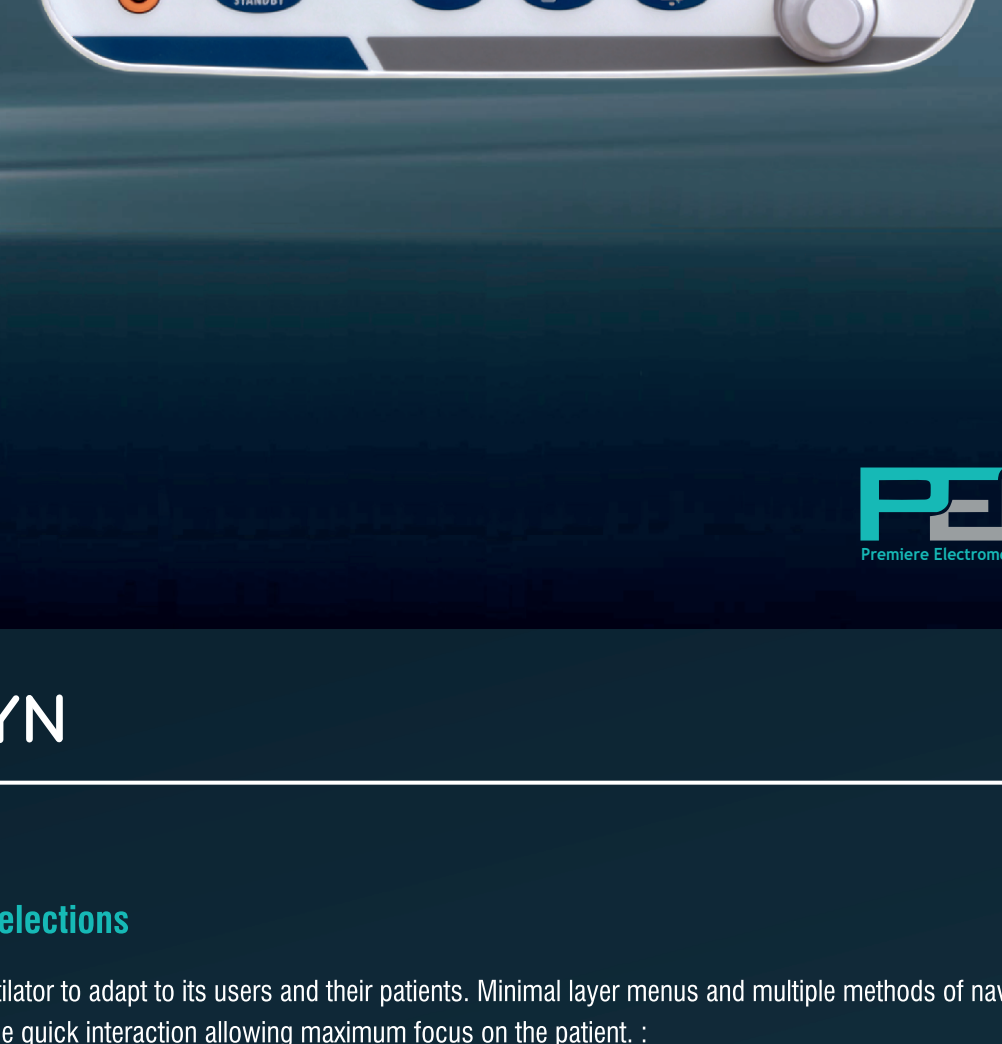 STANDBY
PE
Premiere Electrome
YN
elections
tilator to adapt to its users and their patients. Minimal layer menus and multiple methods of nav
e quick interaction allowing maximum focus on the patient. :